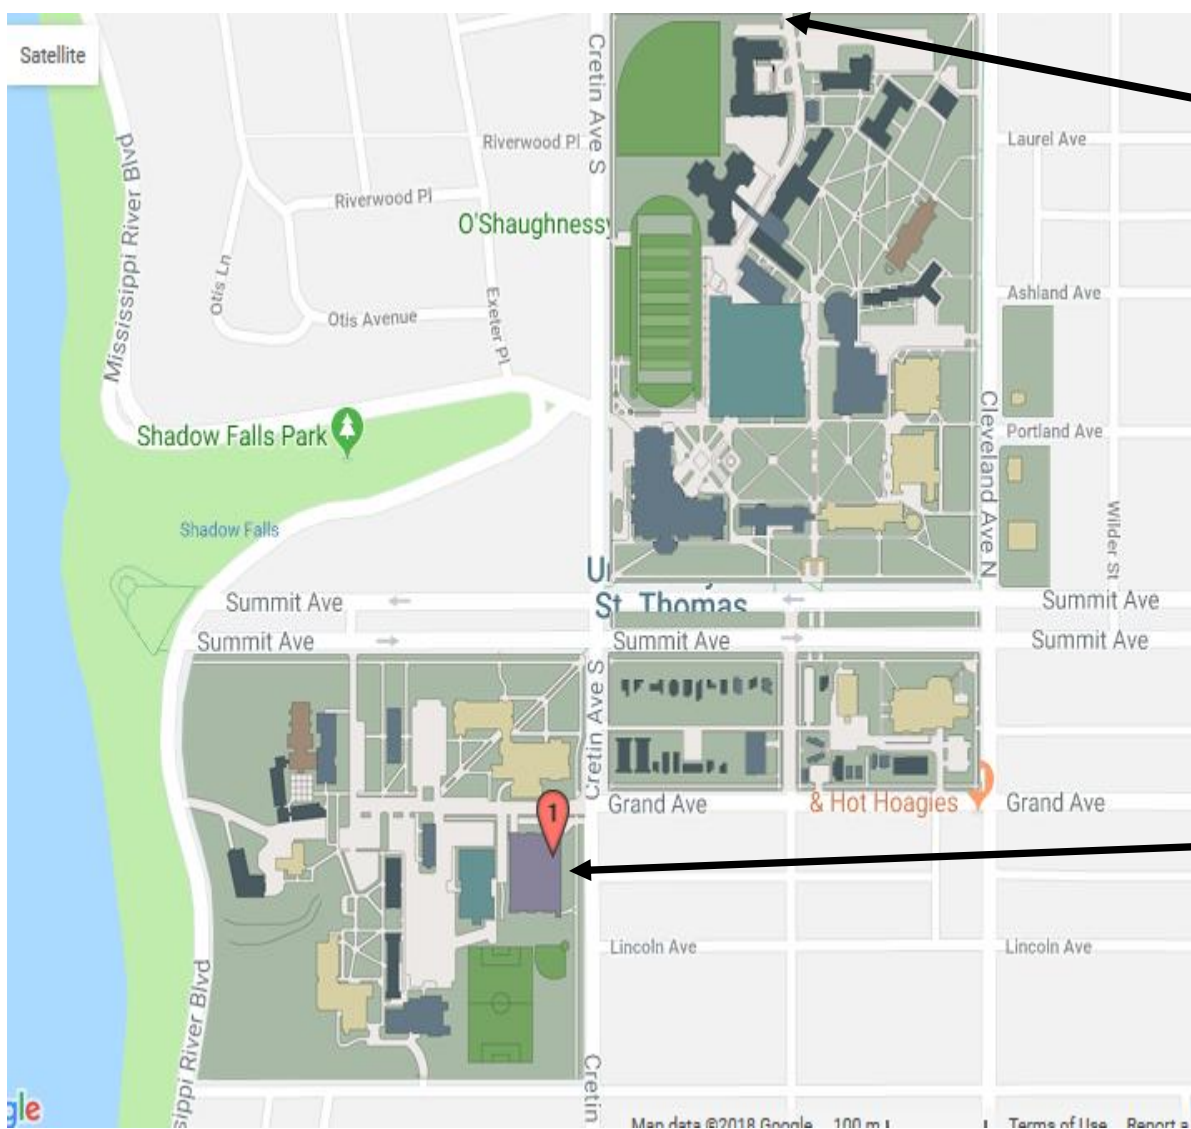 Satellite
Cretin Ave S
Mississippi River Blvd
Riverwood Pl
Laurel Ave
Riverwood Pl
O'Shaughnessy
Otis Ln
Exeter Pl
Ashland Ave
Otis Avenue
Shadow Falls Park
Cleveland Ave N
Portland Ave
Shadow Falls
Wilder St
St. Thomas
Summit Ave
Summit Ave
Summit Ave
Summit Ave
Summit Ave
Cretin Ave S
1
Grand Ave
& Hot Hoagies
Grand Ave
Lincoln Ave
Lincoln Ave
sippi River Blvd
Cretin
gle
Map data ©2018 Google
100 m
Terms of Use
Report a